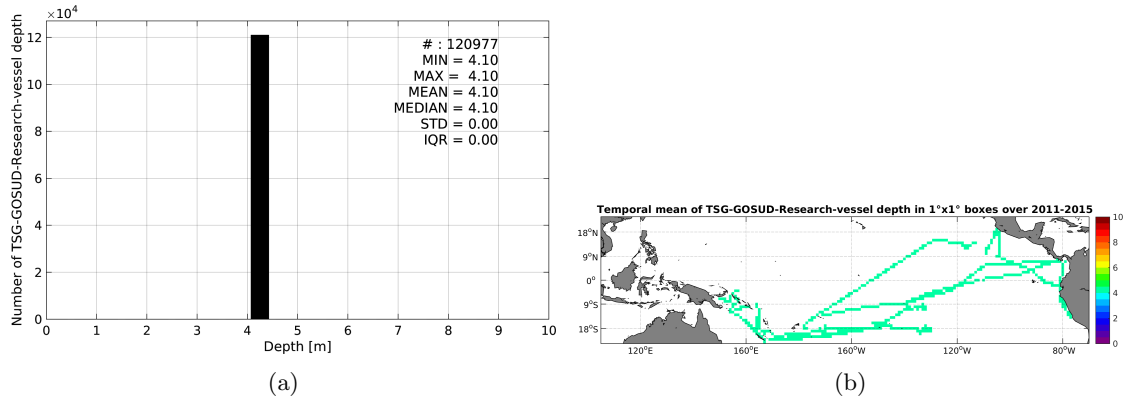 ×10⁴
12
10
8
6
4
2
0
0 1 2 3 4 5 6 7 8 9 10
Number of TSG-GOSUD-Research-vessel depth
Depth [m]
# : 120977
MIN = 4.10
MAX = 4.10
MEAN = 4.10
MEDIAN = 4.10
STD = 0.00
IQR = 0.00
(a)
Temporal mean of TSG-GOSUD-Research-vessel depth in 1°x1° boxes over 2011-2015
18°N
9°N
0°
9°S
18°S
120°E 160°E 160°W 120°W 80°W
10
8
6
4
2
0
(b)